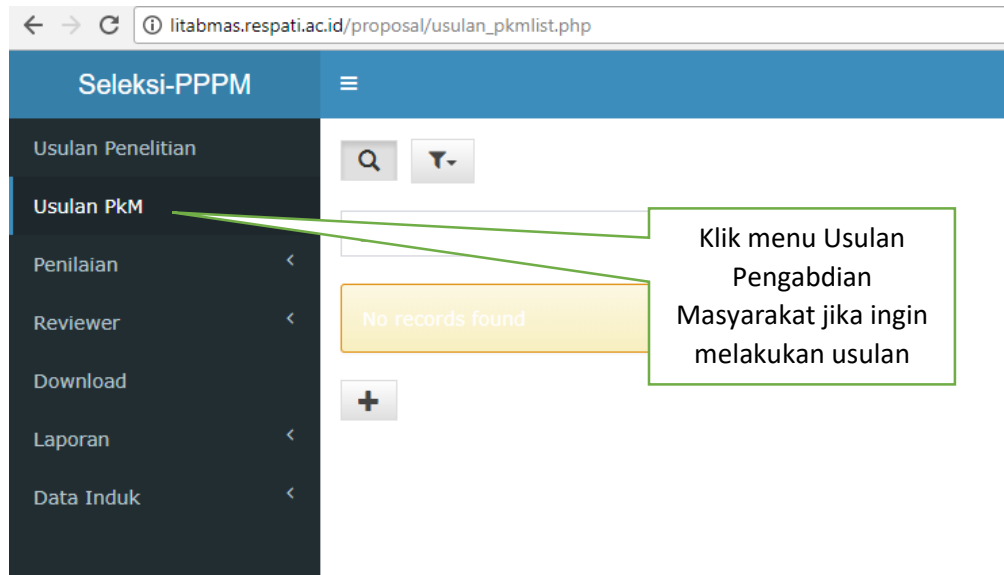 litabmas.respati.ac.id/proposal/usulan_pkmlist.php
Seleksi-PPPM
Usulan Penelitian
Usulan PkM
Penilaian
Reviewer
Download
Laporan
Data Induk
No records found
Klik menu Usulan
Pengabdian
Masyarakat jika ingin
melakukan usulan